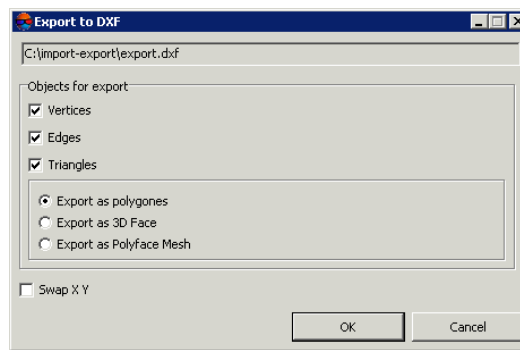 Export to DXF
C:\import-export\export.dxf
Objects for export
Vertices
Edges
Triangles
Export as polygones
Export as 3D Face
Export as Polyface Mesh
Swap X Y
OK Cancel